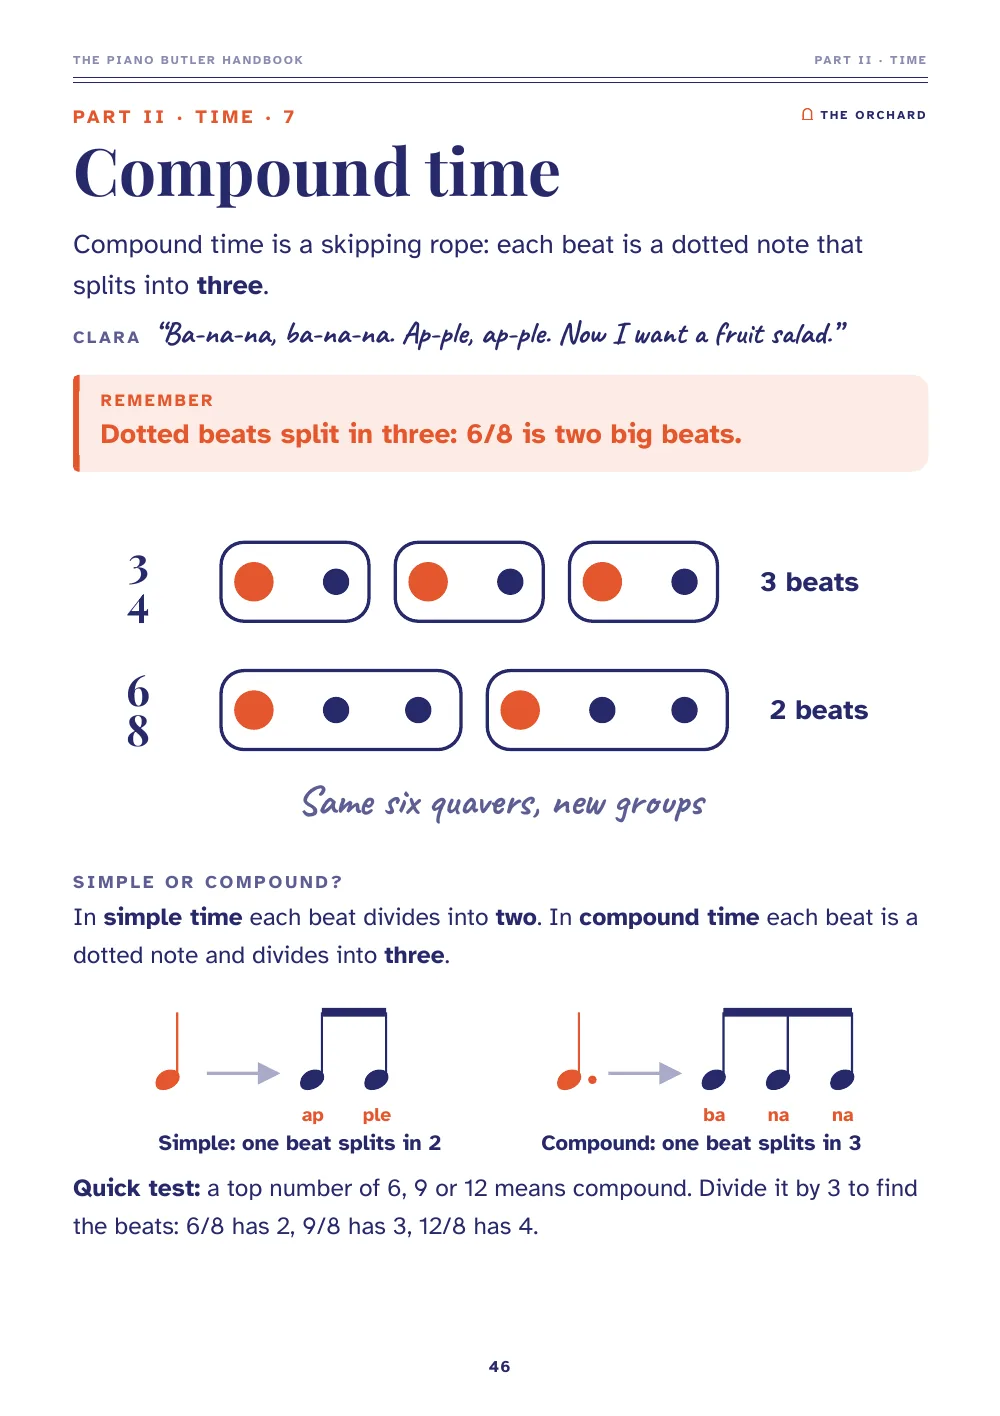 THE PIANO BUTLER HANDBOOK
PART II · TIME
PART II · TIME · 7
THE ORCHARD
Compound time
Compound time is a skipping rope: each beat is a dotted note that
splits into three.
CLARA “Ba-na-na, ba-na-na. Ap-ple, ap-ple. Now I want a fruit salad.”
REMEMBER
Dotted beats split in three: 6/8 is two big beats.
3
4
3 beats
6
8
2 beats
Same six quavers, new groups
SIMPLE OR COMPOUND?
In simple time each beat divides into two. In compound time each beat is a
dotted note and divides into three.
ap ple
Simple: one beat splits in 2
ba na na
Compound: one beat splits in 3
Quick test: a top number of 6, 9 or 12 means compound. Divide it by 3 to find
the beats: 6/8 has 2, 9/8 has 3, 12/8 has 4.
46